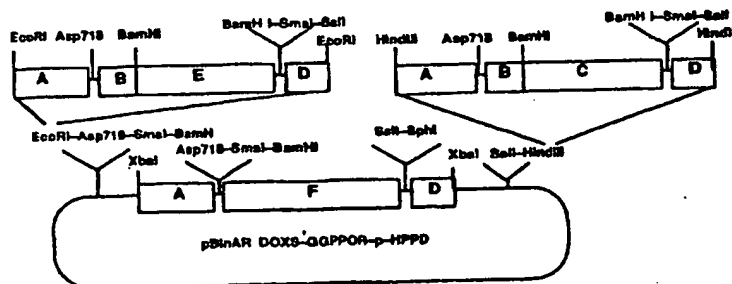 BamH I–SmaI–SalI
EcoRI Asp718 BamHI
EcoRI
A B E D
BamH I–SmaI–SalI
HindIII Asp718 BamHI
A B C D
EcoRI–Asp718–SmaI–BamH
XbaI
Asp718–SmaI–BamHI
SalI–SphI
XbaI
SalI–HindIII
A F D
pBinAR DOXS–GGPPOR–p–HPPD